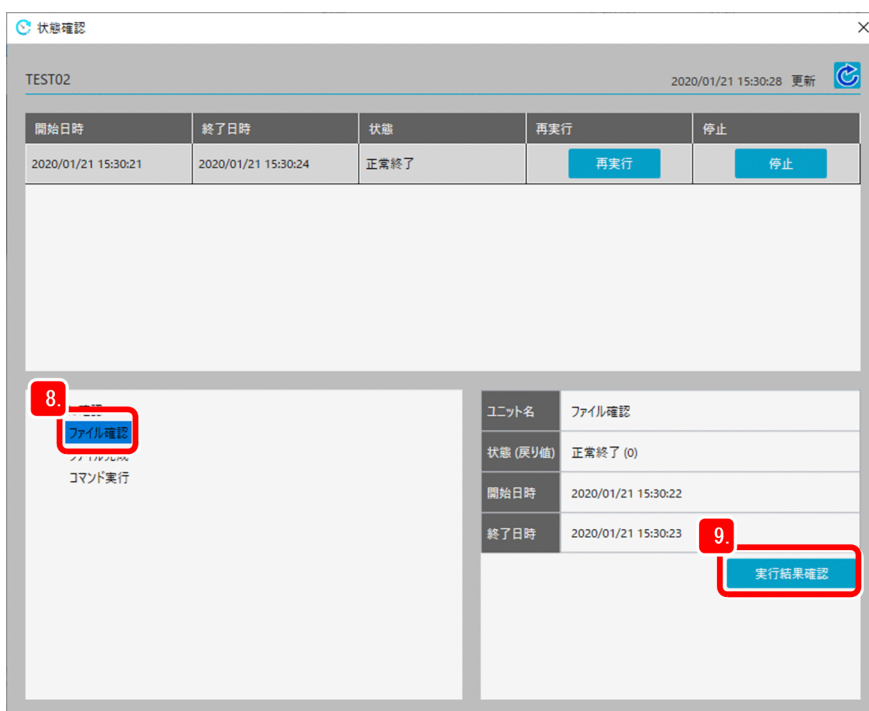 状態確認
TEST02
2020/01/21 15:30:28 更新
開始日時 終了日時 状態 再実行 停止
2020/01/21 15:30:21 2020/01/21 15:30:24 正常終了 再実行 停止
8.
ファイル確認
コマンド実行
ユニット名 ファイル確認
状態 (戻り値) 正常終了 (0)
開始日時 2020/01/21 15:30:22
終了日時 2020/01/21 15:30:23
9.
実行結果確認